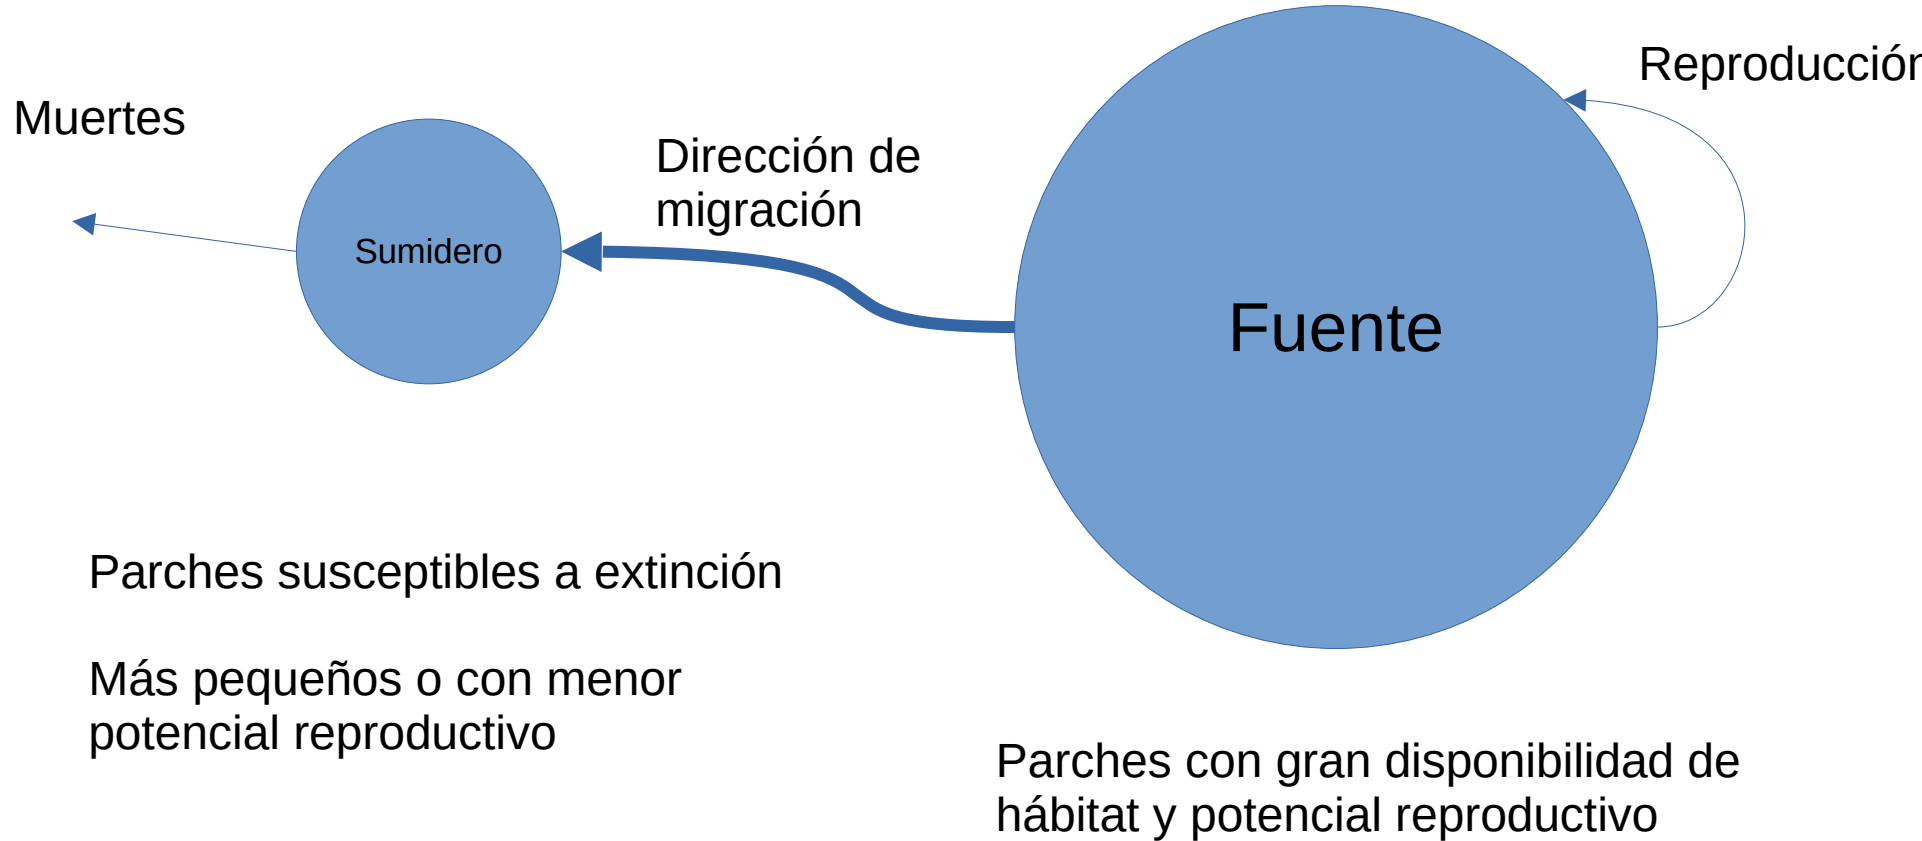 Reproducción
Muertes
Dirección de
migración
Sumidero
Fuente
Parches susceptibles a extinción
Más pequeños o con menor
potencial reproductivo
Parches con gran disponibilidad de
hábitat y potencial reproductivo